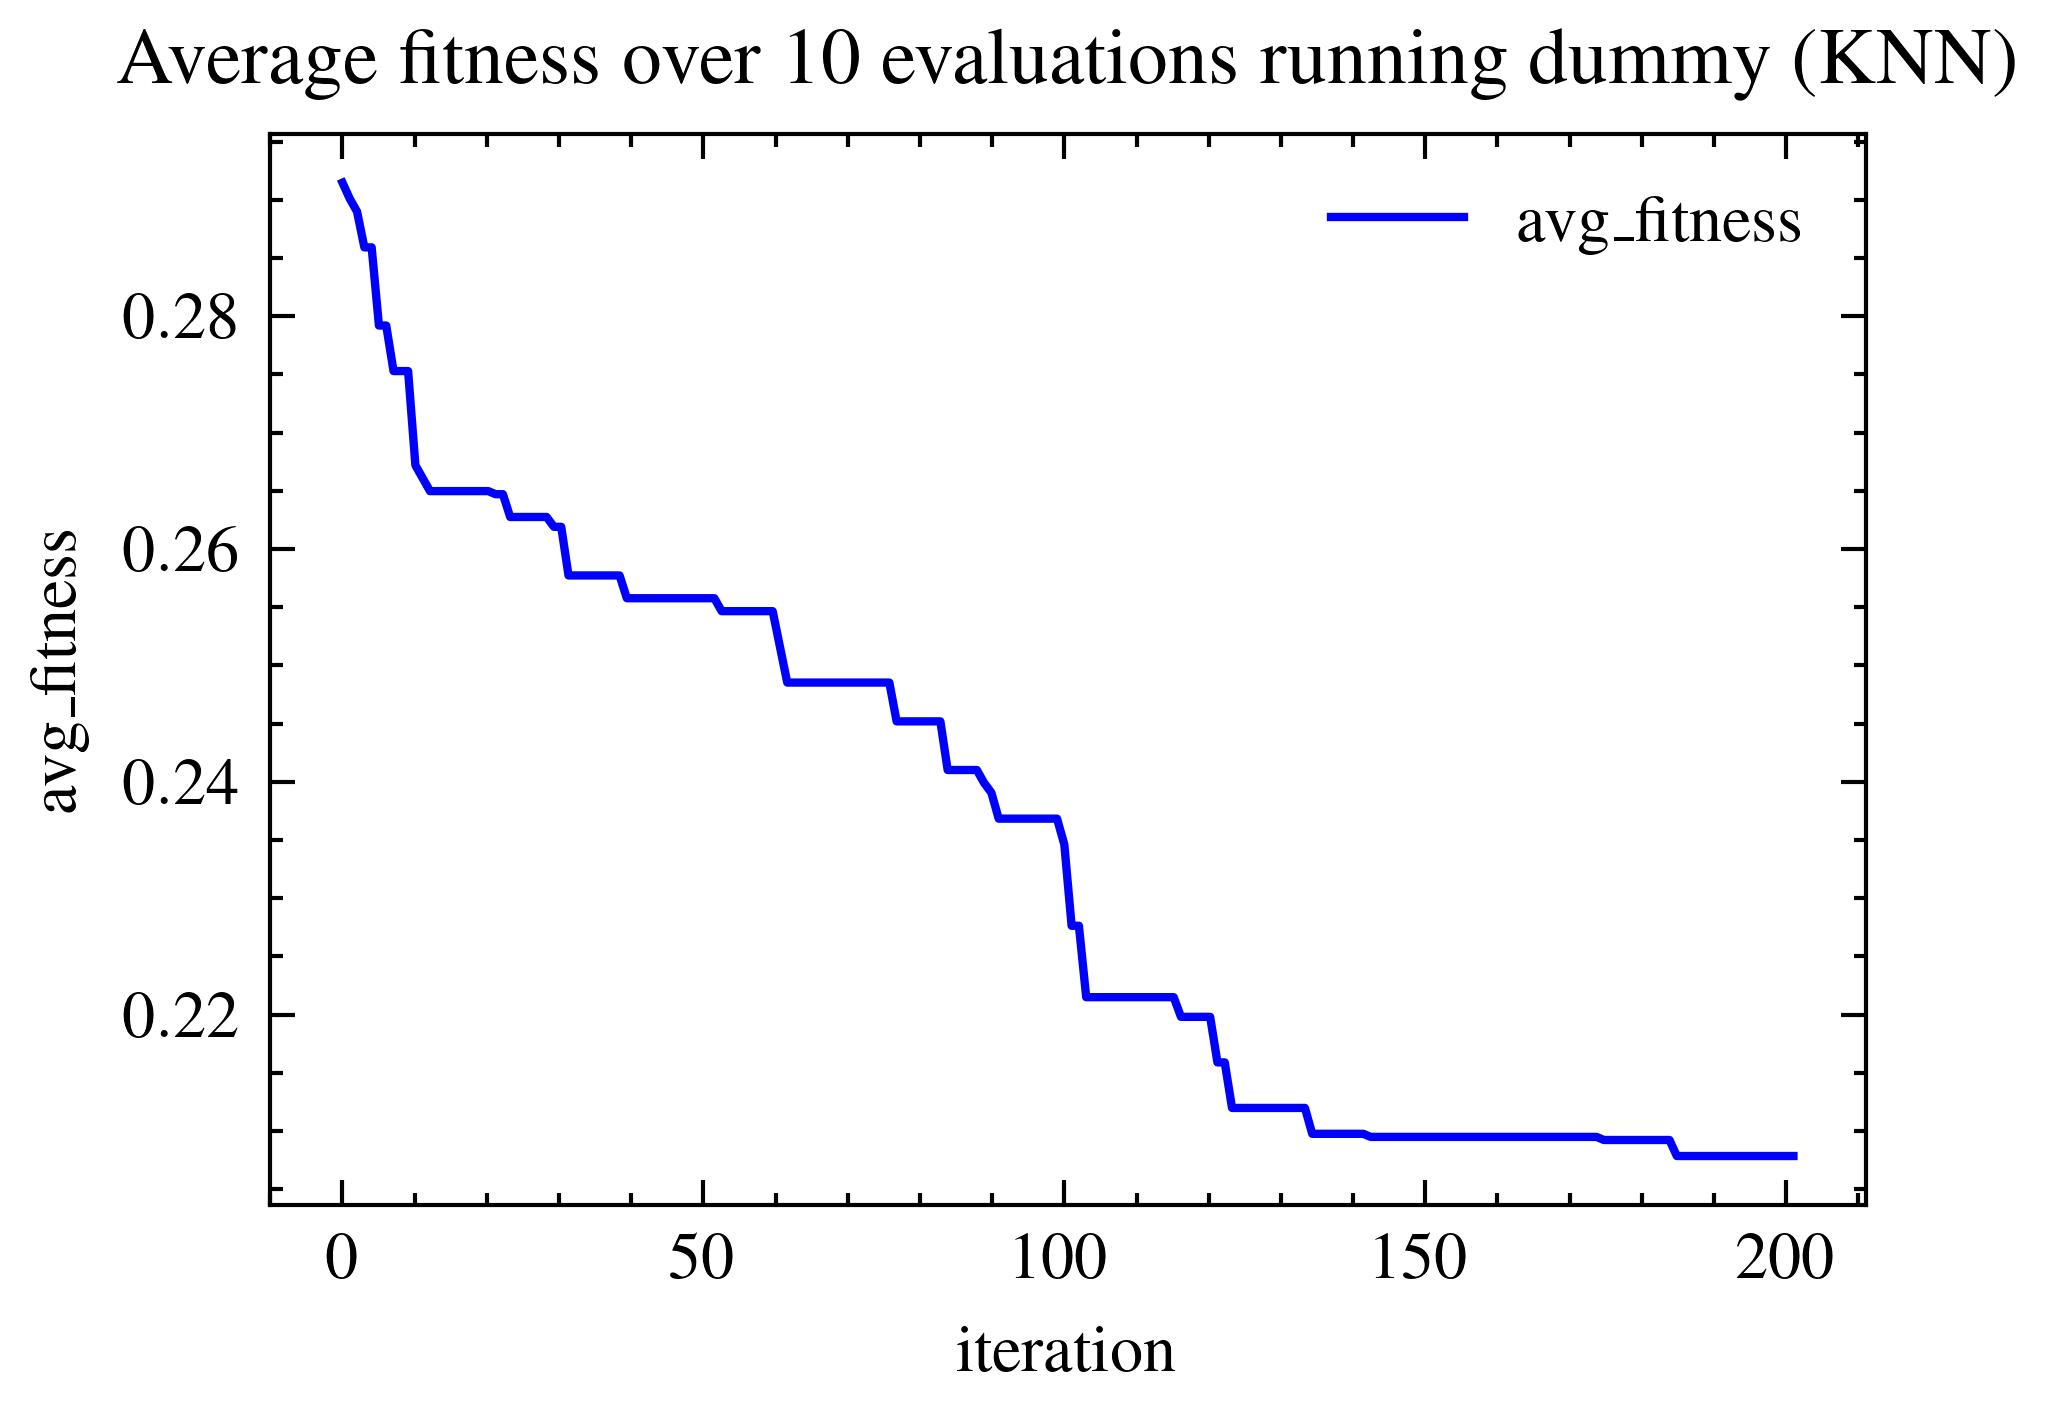 Average fitness over 10 evaluations running dummy (KNN)
avg_fitness
0.28
0.26
0.24
0.22
avg_fitness
0 50 100 150 200
iteration